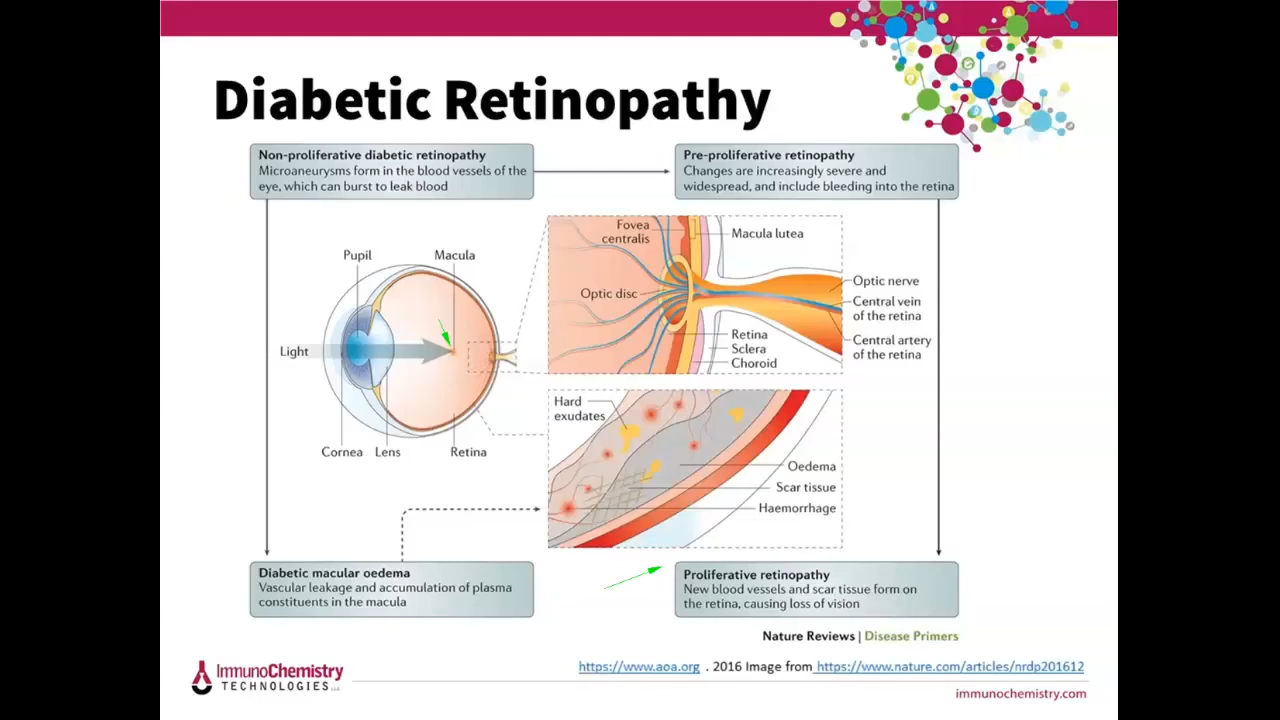 Diabetic Retinopathy
Non-proliferative diabetic retinopathy
Microaneurysms form in the blood vessels of the
eye, which can burst to leak blood
Pre-proliferative retinopathy
Changes are increasingly severe and
widespread, and include bleeding into the retina
Pupil
Macula
Light
Cornea
Lens
Retina
Fovea
centralis
Macula lutea
Optic disc
Optic nerve
Central vein
of the retina
Central artery
of the retina
Retina
Sclera
Choroid
Hard
exudates
Oedema
Scar tissue
Haemorrhage
Diabetic macular oedema
Vascular leakage and accumulation of plasma
constituents in the macula
Proliferative retinopathy
New blood vessels and scar tissue form on
the retina, causing loss of vision
Nature Reviews | Disease Primers
https://www.aoa.org . 2016 Image from https://www.nature.com/articles/nrdp201612
ImmunoChemistry
TECHNOLOGIES
immunochemistry.com